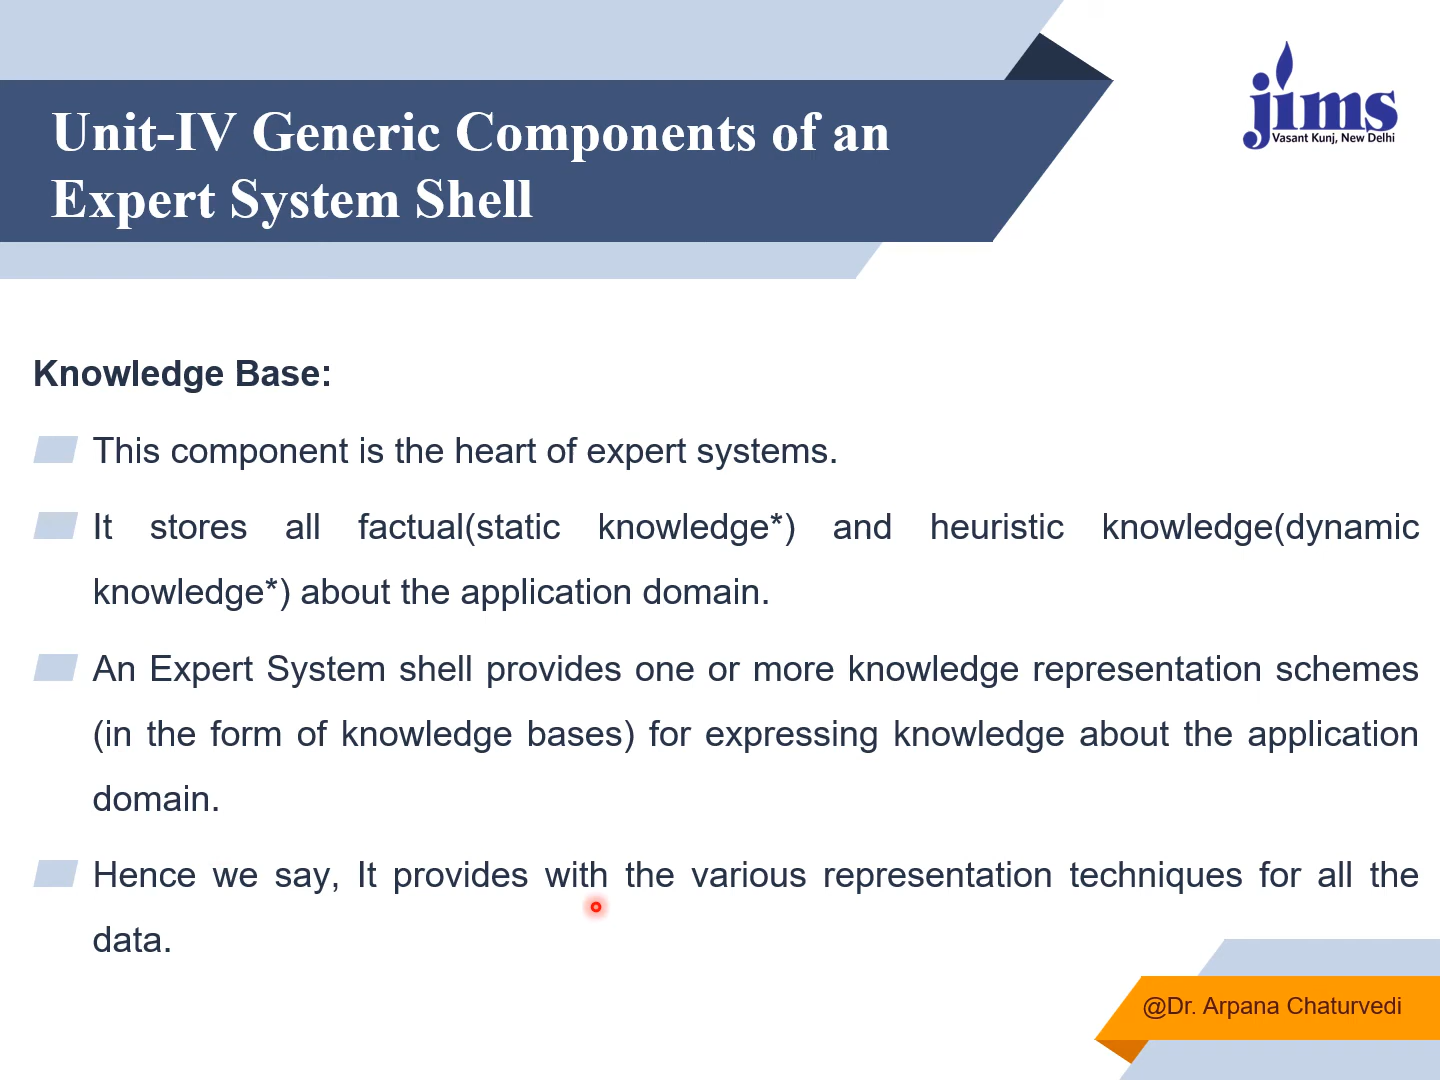 Unit-IV Generic Components of an
Expert System Shell
jims
Vasant Kunj, New Delhi
Knowledge Base:
This component is the heart of expert systems.
It stores all factual(static knowledge*) and heuristic knowledge(dynamic
knowledge*) about the application domain.
An Expert System shell provides one or more knowledge representation schemes
(in the form of knowledge bases) for expressing knowledge about the application
domain.
Hence we say, It provides with the various representation techniques for all the
data.
@Dr. Arpana Chaturvedi